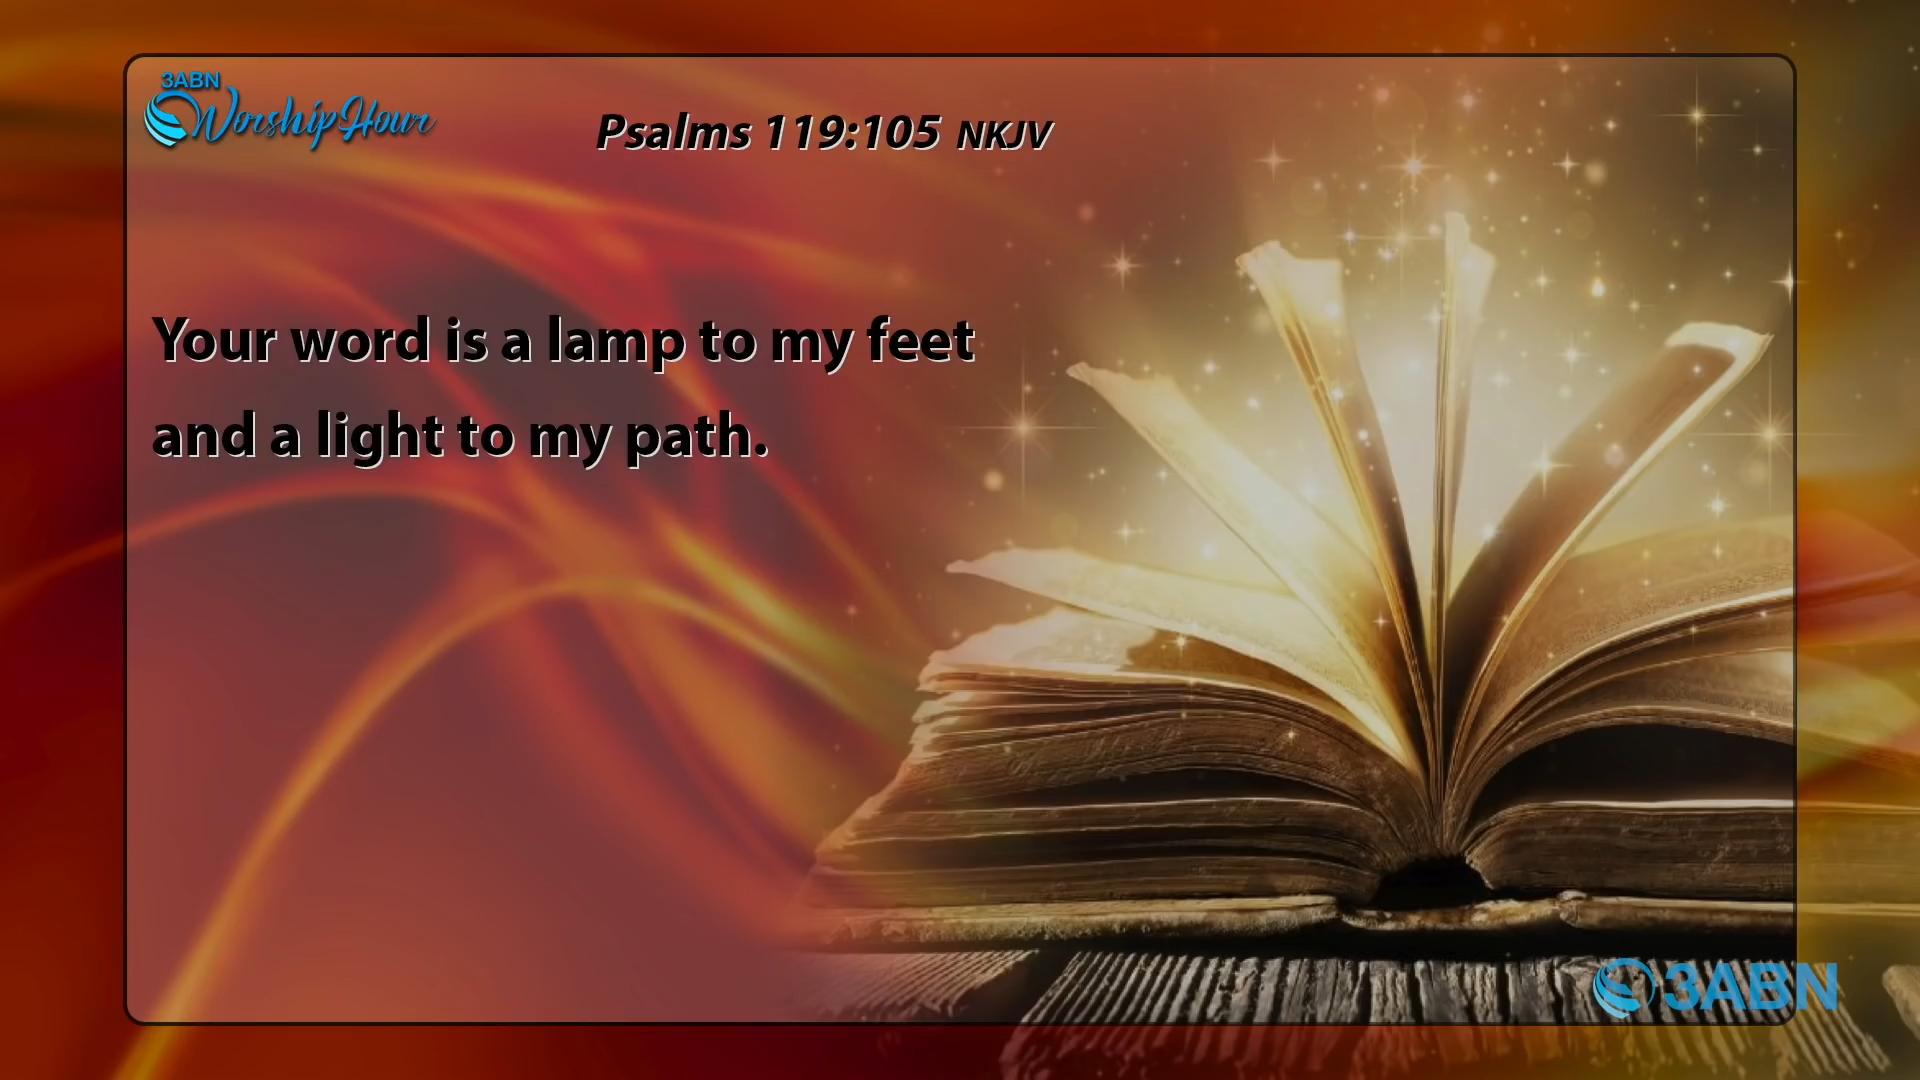 3ABN
Worship Hour
Psalms 119:105 NKJV
Your word is a lamp to my feet
and a light to my path.
3ABN